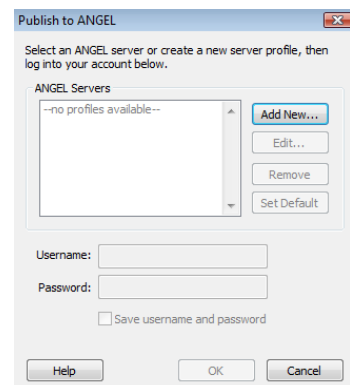 Publish to ANGEL
Select an ANGEL server or create a new server profile, then
log into your account below.
ANGEL Servers
--no profiles available--
Add New...
Edit...
Remove
Set Default
Username:
Password:
Save username and password
Help
OK
Cancel